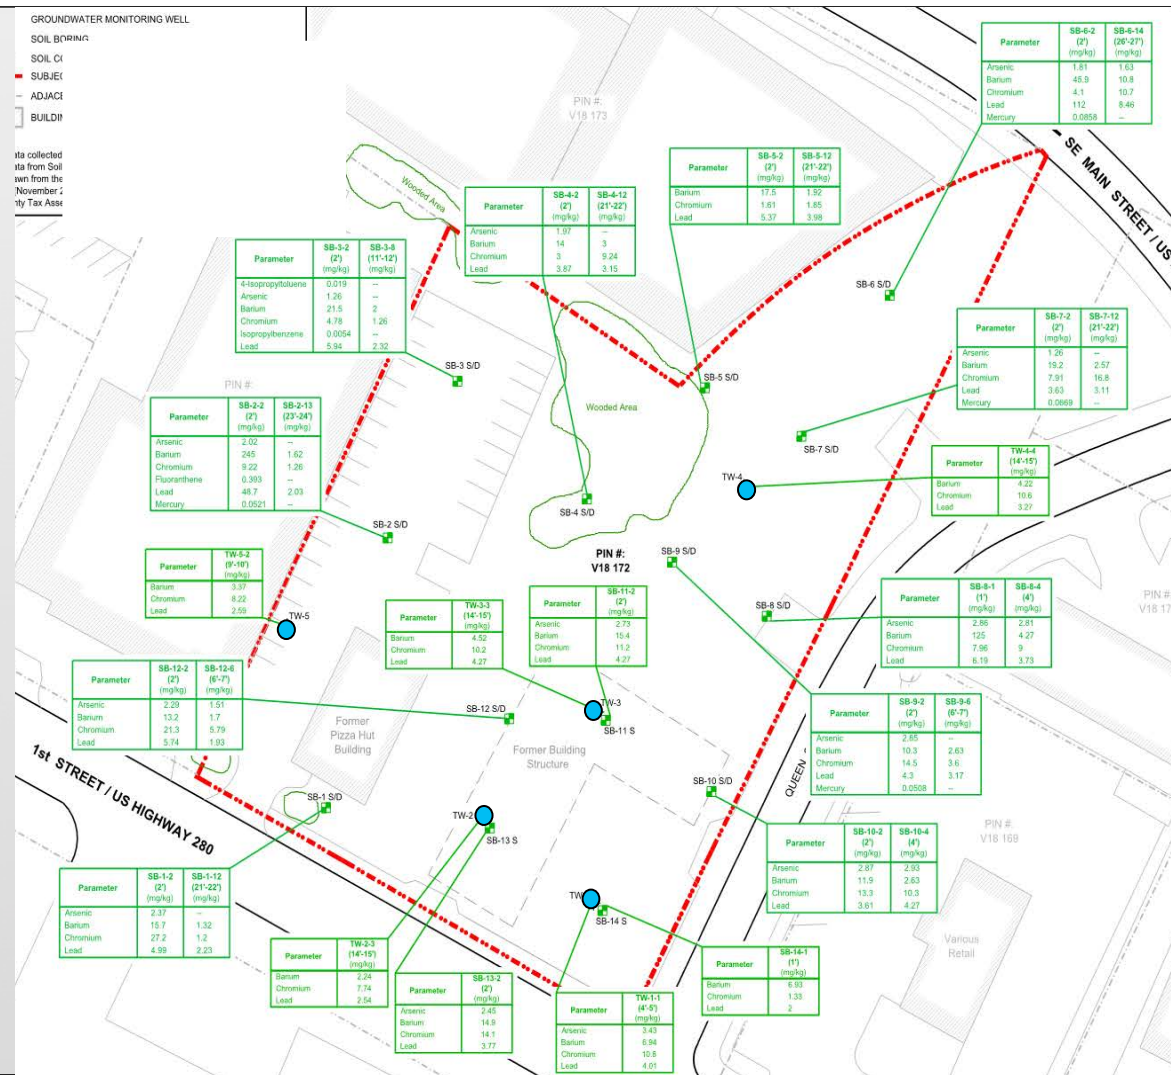 GROUNDWATER MONITORING WELL
SOIL BORING
SOIL CO
SUBJEC
ADJACE
BUILDIN
ata collected
ata from Soil
awn from the
(November 2
nty Tax Asse
PIN #:
V18 173
Wooded Area
Parameter SB-6-2 (2') (mg/kg) SB-6-14 (26'-27') (mg/kg)
Arsenic 1.81 1.63
Barium 45.9 10.8
Chromium 4.1 10.7
Lead 112 8.46
Mercury 0.0858 --
SE MAIN STREET / US
Parameter SB-5-2 (2') (mg/kg) SB-5-12 (21'-22') (mg/kg)
Barium 17.5 1.92
Chromium 1.61 1.85
Lead 5.37 3.98
Parameter SB-4-2 (2') (mg/kg) SB-4-12 (21'-22') (mg/kg)
Arsenic 1.97 --
Barium 14 3
Chromium 3 9.24
Lead 3.87 3.15
Parameter SB-3-2 (2') (mg/kg) SB-3-8 (11'-12') (mg/kg)
4-Isopropyltoluene 0.019 --
Arsenic 1.26 --
Barium 21.5 2
Chromium 4.78 1.26
Isopropylbenzene 0.0054 --
Lead 5.94 2.32
SB-6 S/D
SB-3 S/D
SB-5 S/D
PIN #:
Wooded Area
Parameter SB-7-2 (2') (mg/kg) SB-7-12 (21'-22') (mg/kg)
Arsenic 1.26 --
Barium 19.2 2.57
Chromium 7.91 16.8
Lead 3.63 3.11
Mercury 0.0669 --
Parameter SB-2-2 (2') (mg/kg) SB-2-13 (23'-24') (mg/kg)
Arsenic 2.02 --
Barium 245 1.62
Chromium 9.22 1.26
Fluoranthene 0.393 --
Lead 48.7 2.03
Mercury 0.0521 --
SB-7 S/D
TW-4
Parameter TW-4-4 (14'-15') (mg/kg)
Barium 4.22
Chromium 10.6
Lead 3.27
SB-4 S/D
SB-2 S/D
PIN #:
V18 172
SB-9 S/D
Parameter TW-5-2 (9'-10') (mg/kg)
Barium 3.37
Chromium 8.22
Lead 2.59
TW-5
Parameter TW-3-3 (14'-15') (mg/kg)
Barium 4.52
Chromium 10.2
Lead 4.27
Parameter SB-11-2 (2') (mg/kg)
Arsenic 2.73
Barium 15.4
Chromium 11.2
Lead 4.27
SB-8 S/D
Parameter SB-8-1 (1') (mg/kg) SB-8-4 (4') (mg/kg)
Arsenic 2.86 2.81
Barium 125 4.27
Chromium 7.96 9
Lead 6.19 3.73
PIN #
V18 17
Parameter SB-12-2 (2') (mg/kg) SB-12-6 (6'-7') (mg/kg)
Arsenic 2.29 1.51
Barium 13.2 1.7
Chromium 21.3 5.79
Lead 5.74 1.93
SB-12 S/D
TW-3
SB-11 S
Former
Pizza Hut
Building
Former Building
Structure
Parameter SB-9-2 (2') (mg/kg) SB-9-6 (6'-7') (mg/kg)
Arsenic 2.65 --
Barium 10.3 2.63
Chromium 14.5 3.6
Lead 4.3 3.17
Mercury 0.0508 --
QUEEN
SB-10 S/D
SB-1 S/D
1st STREET / US HIGHWAY 280
TW-2
SB-13 S
PIN #:
V18 169
Parameter SB-10-2 (2') (mg/kg) SB-10-4 (4') (mg/kg)
Arsenic 2.87 2.93
Barium 11.9 2.63
Chromium 13.3 10.3
Lead 3.61 4.27
Parameter SB-1-2 (2') (mg/kg) SB-1-12 (21'-22') (mg/kg)
Arsenic 2.37 --
Barium 15.7 1.32
Chromium 27.2 1.2
Lead 4.99 2.23
TW
SB-14 S
Various
Retail
Parameter TW-2-3 (14'-15') (mg/kg)
Barium 2.24
Chromium 7.74
Lead 2.54
Parameter SB-13-2 (2') (mg/kg)
Arsenic 2.45
Barium 14.9
Chromium 14.1
Lead 3.77
Parameter SB-14-1 (1') (mg/kg)
Barium 6.93
Chromium 1.33
Lead 2
Parameter TW-1-1 (4'-5') (mg/kg)
Arsenic 3.43
Barium 6.94
Chromium 10.8
Lead 4.01